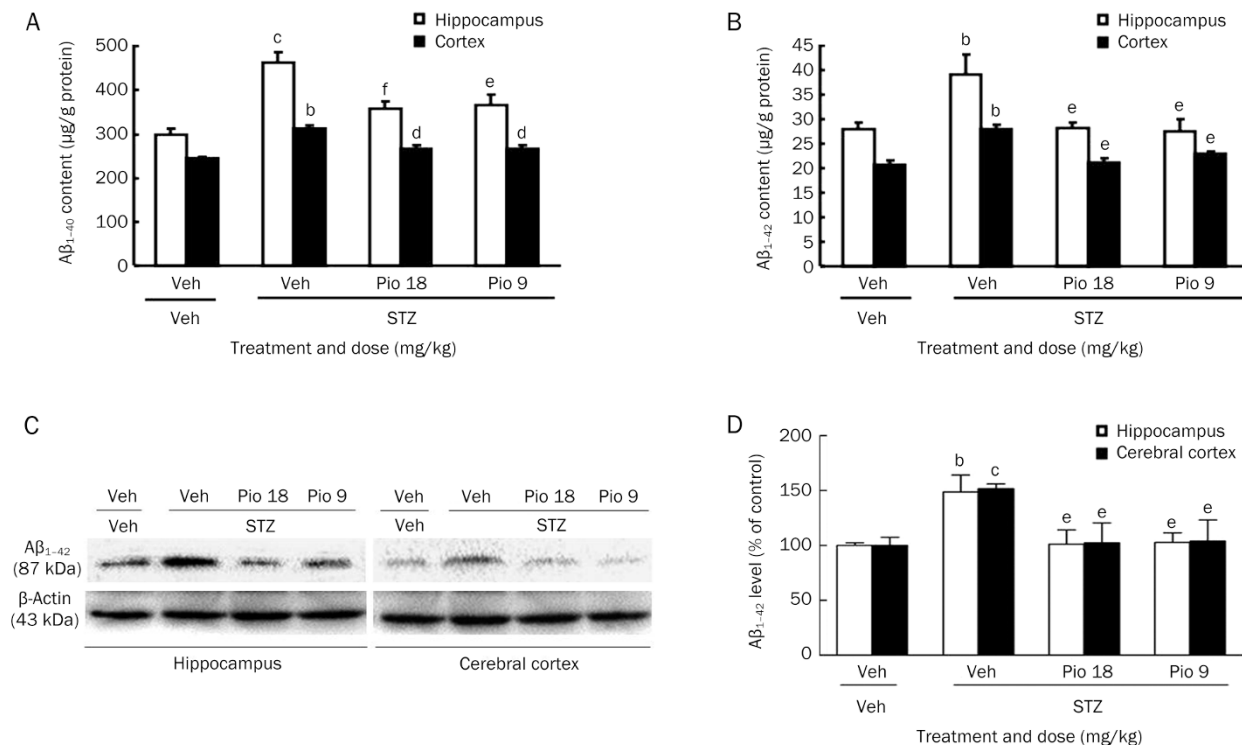 A
Hippocampus
Cortex
500
400
300
200
100
0
Aβ1–40 content (µg/g protein)
c
b
f
d
e
d
Veh Veh Pio 18 Pio 9
Veh STZ
Treatment and dose (mg/kg)
B
Hippocampus
Cortex
45
40
35
30
25
20
15
10
5
0
Aβ1–42 content (µg/g protein)
b
b
e
e
e
e
Veh Veh Pio 18 Pio 9
Veh STZ
Treatment and dose (mg/kg)
C
Veh Veh Pio 18 Pio 9 Veh Veh Pio 18 Pio 9
Veh STZ Veh STZ
Aβ1–42
(87 kDa)
β-Actin
(43 kDa)
Hippocampus Cerebral cortex
D
Hippocampus
Cerebral cortex
200
150
100
50
0
Aβ1–42 level (% of control)
b c
e e
e e
Veh Veh Pio 18 Pio 9
Veh STZ
Treatment and dose (mg/kg)